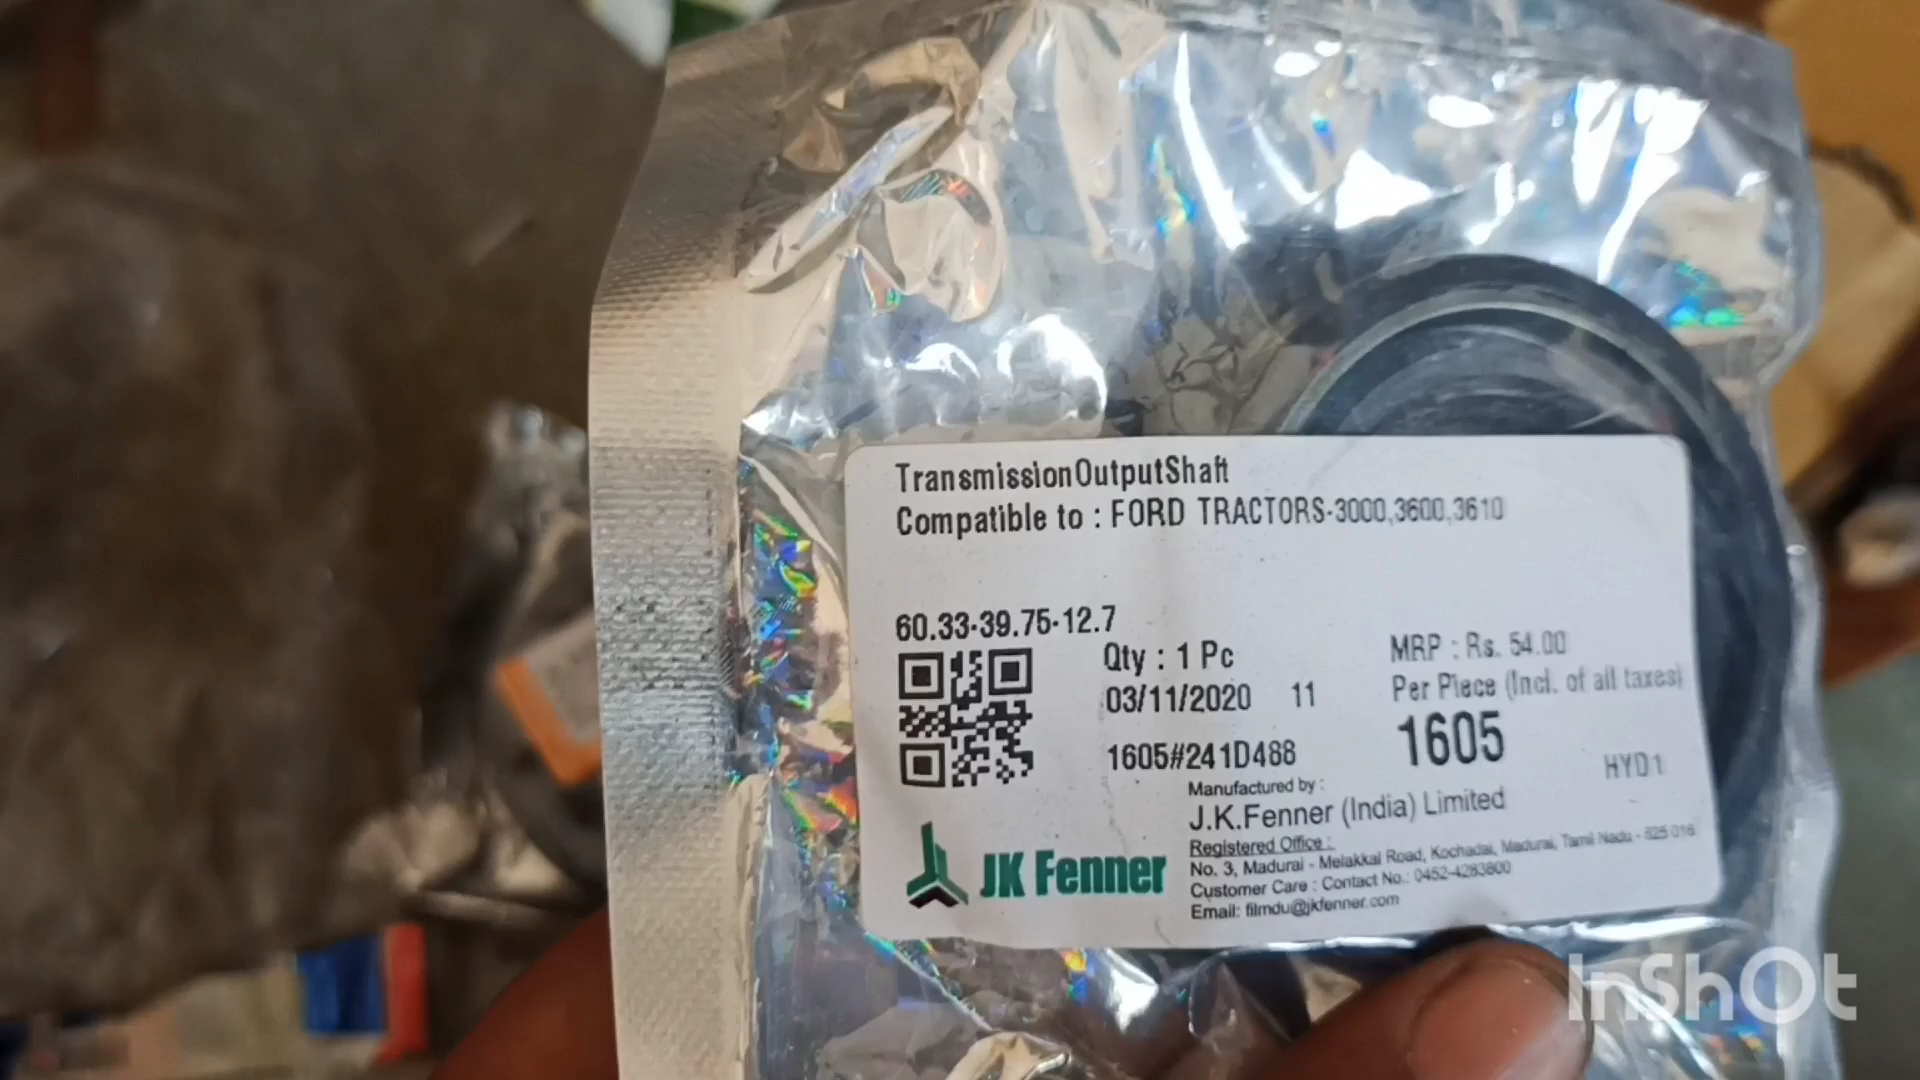 TransmissionOutputShaft
Compatible to : FORD TRACTORS-3000,3600,3610
60.33-39.75-12.7
Qty : 1 Pc
MRP : Rs. 54.00
03/11/2020 11
Per Piece (Incl. of all taxes)
1605#241D488
1605
HYD1
Manufactured by :
J.K.Fenner (India) Limited
JK Fenner
Registered Office :
No. 3, Madurai - Melakkal Road, Kochadai, Madurai, Tamil Nadu - 625 016
Customer Care : Contact No.: 0452-4283800
Email: filmdu@jkfenner.com
InShOt